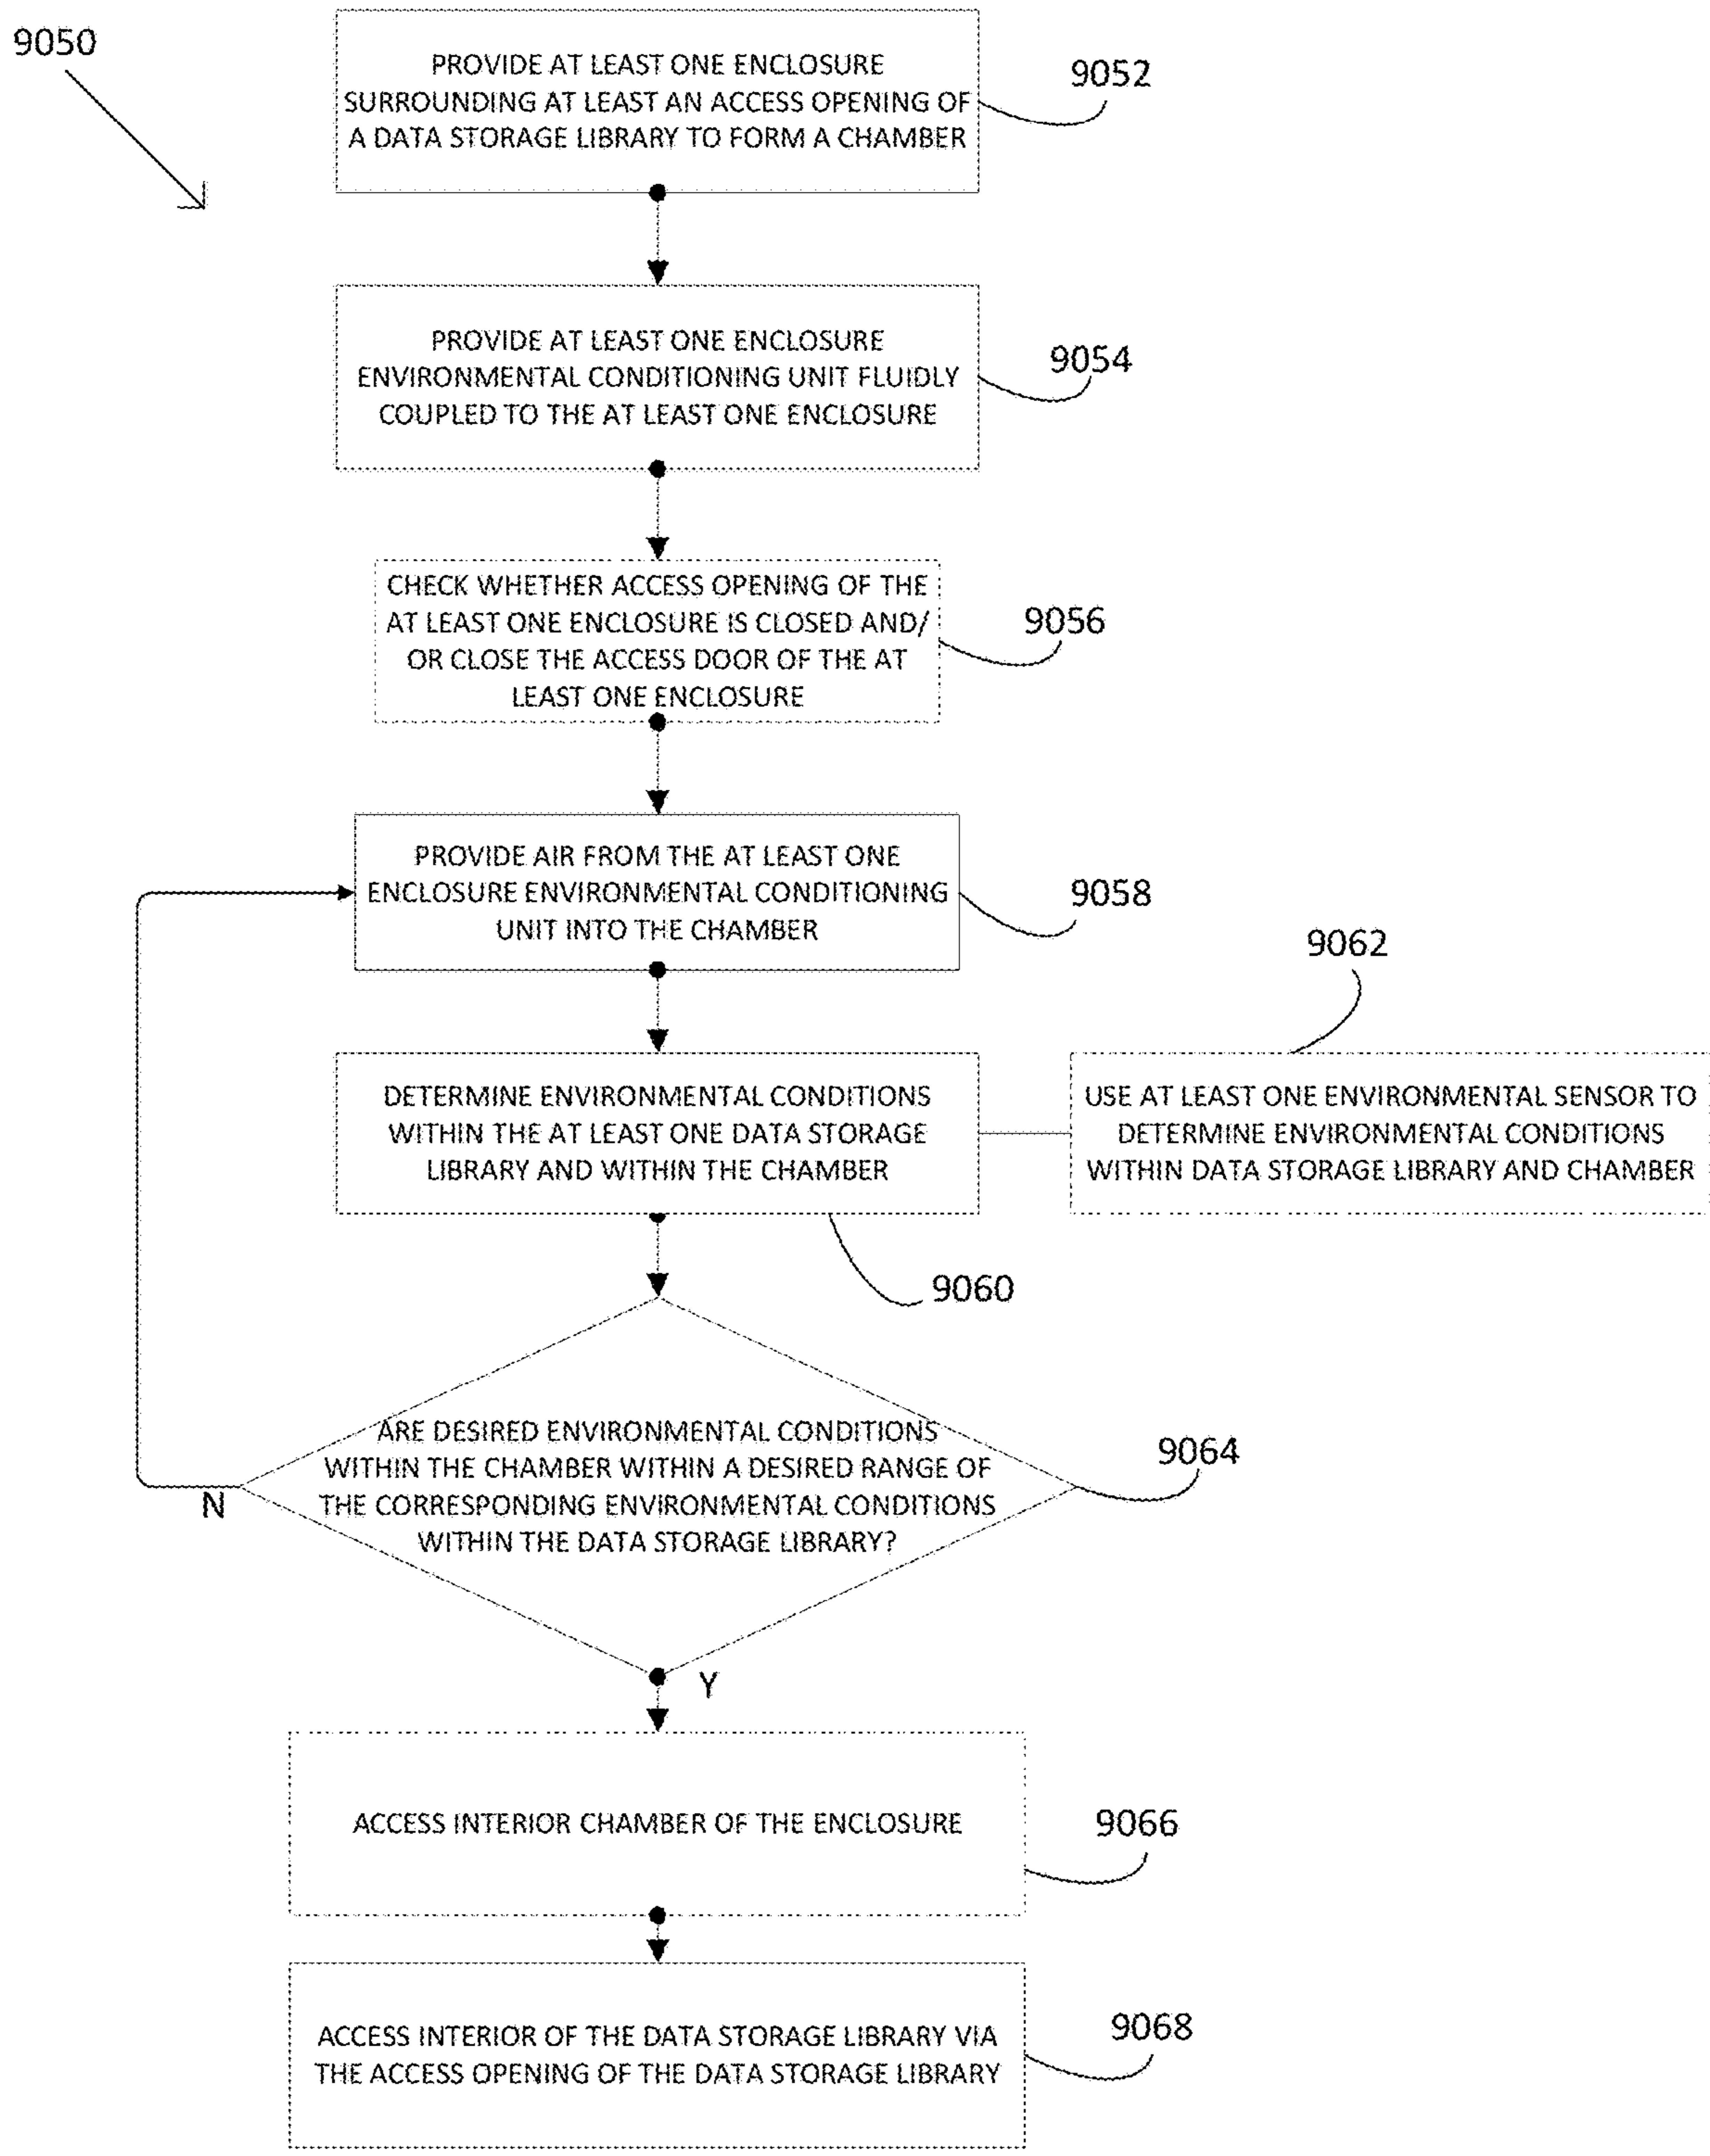 9050
PROVIDE AT LEAST ONE ENCLOSURE
SURROUNDING AT LEAST AN ACCESS OPENING OF
A DATA STORAGE LIBRARY TO FORM A CHAMBER
9052
PROVIDE AT LEAST ONE ENCLOSURE
ENVIRONMENTAL CONDITIONING UNIT FLUIDLY
COUPLED TO THE AT LEAST ONE ENCLOSURE
9054
CHECK WHETHER ACCESS OPENING OF THE
AT LEAST ONE ENCLOSURE IS CLOSED AND/
OR CLOSE THE ACCESS DOOR OF THE AT
LEAST ONE ENCLOSURE
9056
PROVIDE AIR FROM THE AT LEAST ONE
ENCLOSURE ENVIRONMENTAL CONDITIONING
UNIT INTO THE CHAMBER
9058
9062
DETERMINE ENVIRONMENTAL CONDITIONS
WITHIN THE AT LEAST ONE DATA STORAGE
LIBRARY AND WITHIN THE CHAMBER
USE AT LEAST ONE ENVIRONMENTAL SENSOR TO
DETERMINE ENVIRONMENTAL CONDITIONS
WITHIN DATA STORAGE LIBRARY AND CHAMBER
9060
ARE DESIRED ENVIRONMENTAL CONDITIONS
WITHIN THE CHAMBER WITHIN A DESIRED RANGE OF
THE CORRESPONDING ENVIRONMENTAL CONDITIONS
WITHIN THE DATA STORAGE LIBRARY?
9064
N
Y
ACCESS INTERIOR CHAMBER OF THE ENCLOSURE
9066
ACCESS INTERIOR OF THE DATA STORAGE LIBRARY VIA
THE ACCESS OPENING OF THE DATA STORAGE LIBRARY
9068